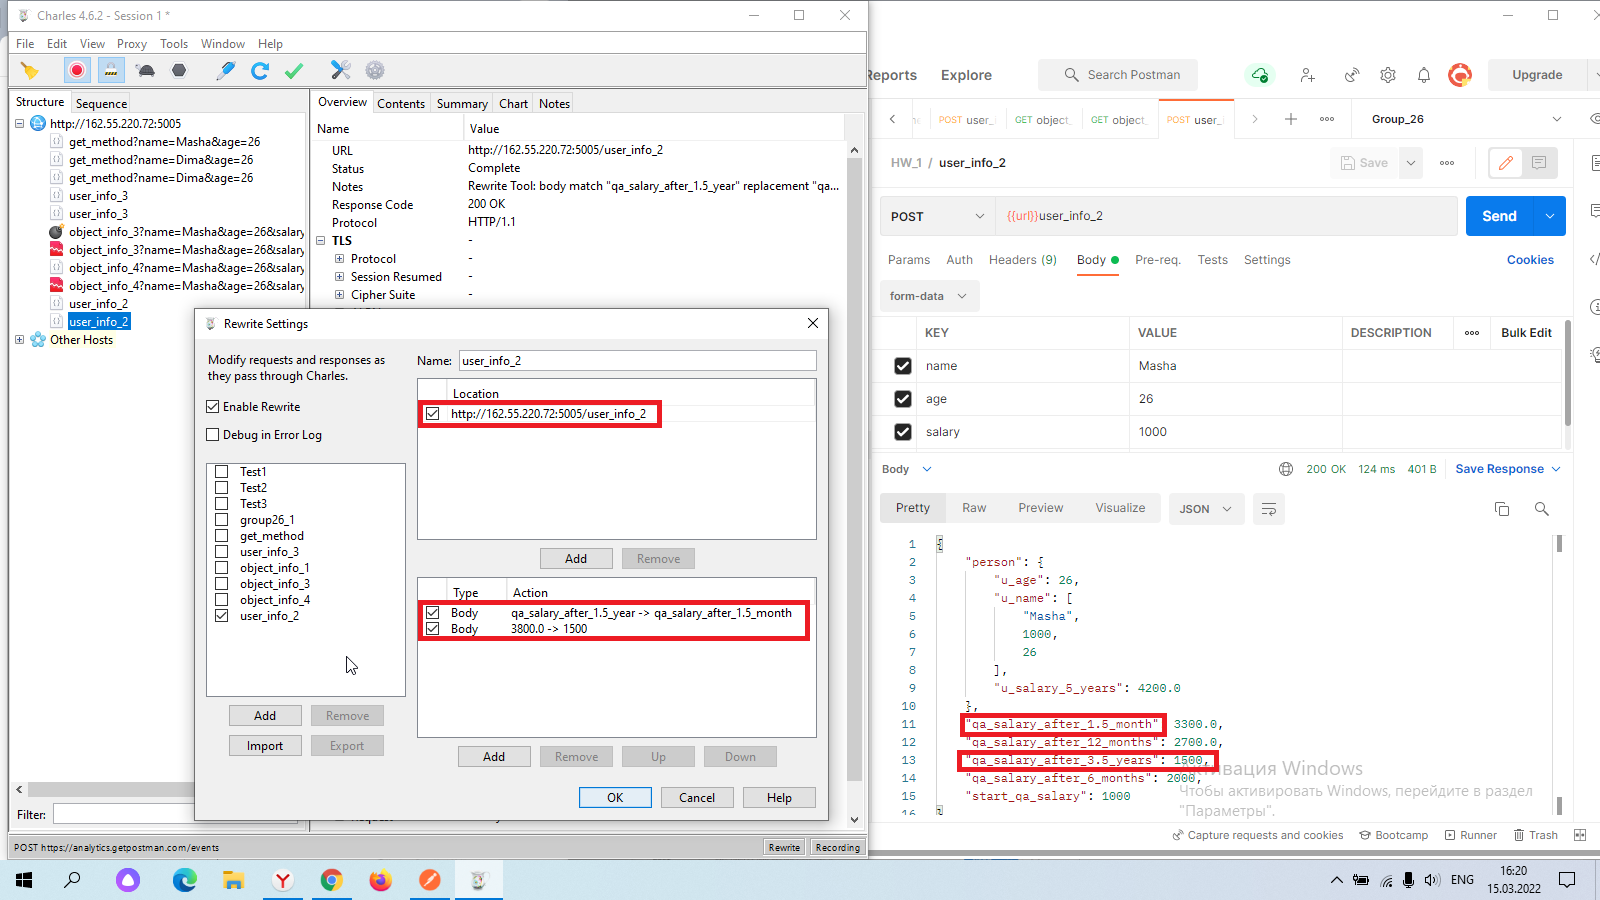 Charles 4.6.2 - Session 1 *
File Edit View Proxy Tools Window Help
Structure Sequence
http://162.55.220.72:5005
get_method?name=Masha&age=26
get_method?name=Dima&age=26
get_method?name=Dima&age=26
user_info_3
user_info_3
object_info_3?name=Masha&age=26&salary
object_info_3?name=Masha&age=26&salary
object_info_4?name=Masha&age=26&salary
object_info_4?name=Masha&age=26&salary
user_info_2
user_info_2
Other Hosts
Filter:
Overview Contents Summary Chart Notes
Name Value
URL http://162.55.220.72:5005/user_info_2
Status Complete
Notes Rewrite Tool: body match "qa_salary_after_1.5_year" replacement "qa...
Response Code 200 OK
Protocol HTTP/1.1
TLS -
Protocol -
Session Resumed -
Cipher Suite -
Rewrite Settings
Modify requests and responses as
they pass through Charles.
Enable Rewrite
Debug in Error Log
Test1
Test2
Test3
group26_1
get_method
user_info_3
object_info_1
object_info_3
object_info_4
user_info_2
Add Remove
Import Export
Name: user_info_2
Location
http://162.55.220.72:5005/user_info_2
Add Remove
Type Action
Body qa_salary_after_1.5_year -> qa_salary_after_1.5_month
Body 3800.0 -> 1500
Add Remove Up Down
OK Cancel Help
POST https://analytics.getpostman.com/events
Rewrite Recording
Reports Explore Search Postman Upgrade
POST user_ GET object_ GET object_ POST user_ Group_26
HW_1 / user_info_2 Save
POST {{url}}user_info_2 Send
Params Auth Headers (9) Body Pre-req. Tests Settings Cookies
form-data
KEY VALUE DESCRIPTION Bulk Edit
name Masha
age 26
salary 1000
Body 200 OK 124 ms 401 B Save Response
Pretty Raw Preview Visualize JSON
1 {
2 "person": {
3 "u_age": 26,
4 "u_name": [
5 "Masha",
6 1000,
7 26
8 ],
9 "u_salary_5_years": 4200.0
10 },
11 "qa_salary_after_1.5_month" 3300.0,
12 "qa_salary_after_12_months": 2700.0,
13 "qa_salary_after_3.5_years": 1500,
14 "qa_salary_after_6_months": 2000,
15 "start_qa_salary": 1000
16 }
Активация Windows
Чтобы активировать Windows, перейдите в раздел
"Параметры".
Capture requests and cookies Bootcamp Runner Trash
ENG
16:20
15.03.2022